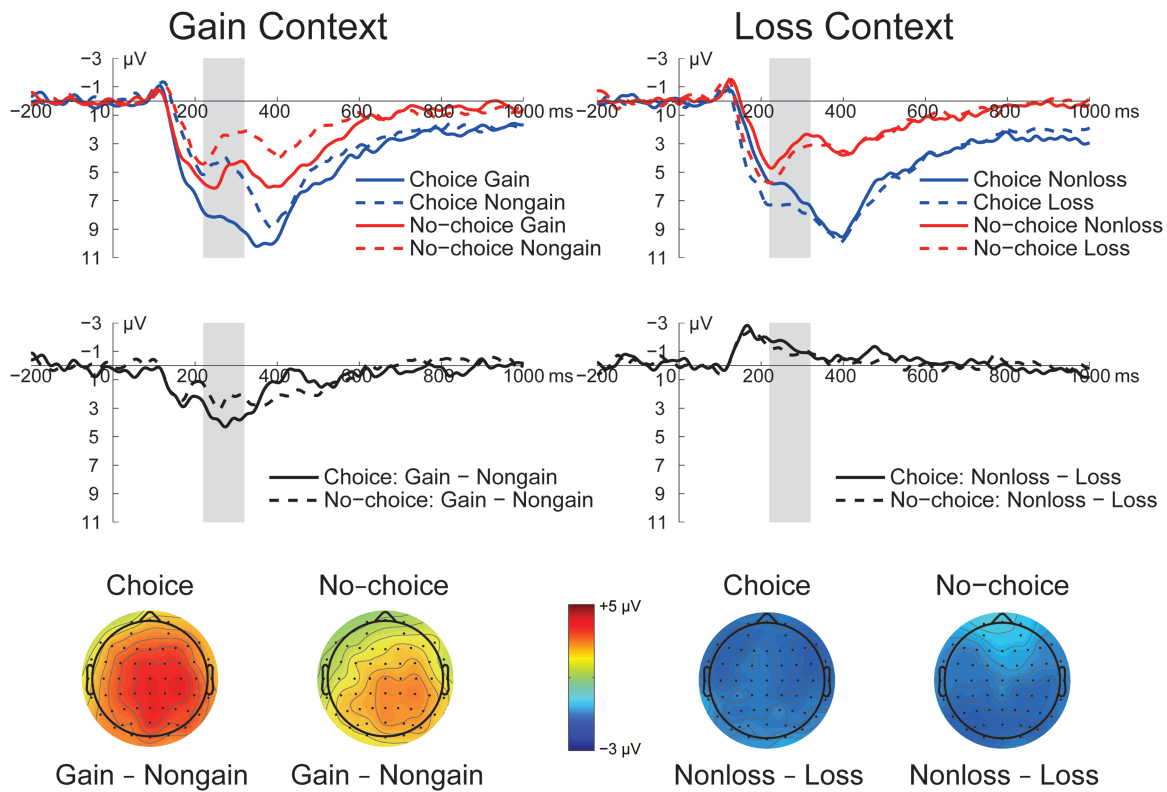 Gain Context
Loss Context
−3 µV
−1
−200 200 400 600 800 1000 ms
1
3
5
7
9
11
Choice Gain
Choice Nongain
No−choice Gain
No−choice Nongain
−3 µV
−1
−200 200 400 600 800 1000 ms
1
3
5
7
9
11
Choice Nonloss
Choice Loss
No−choice Nonloss
No−choice Loss
−3 µV
−1
−200 200 400 600 800 1000 ms
1
3
5
7
9
11
Choice: Gain − Nongain
No−choice: Gain − Nongain
−3 µV
−1
−200 200 400 600 800 1000 ms
1
3
5
7
9
11
Choice: Nonloss − Loss
No−choice: Nonloss − Loss
Choice No−choice Choice No−choice
+5 µV
−3 µV
Gain − Nongain Gain − Nongain Nonloss − Loss Nonloss − Loss